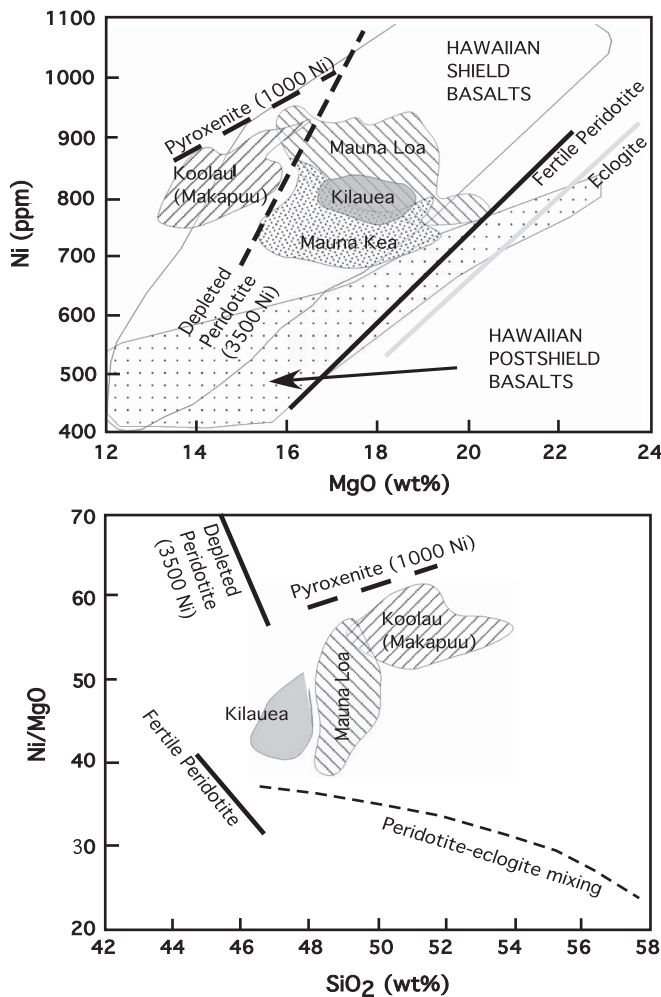 1100
1000
900
800
700
600
500
400
Ni (ppm)
HAWAIIAN
SHIELD
BASALTS
Pyroxenite (1000 Ni)
Koolau
(Makapuu)
Mauna Loa
Kilauea
Mauna Kea
Fertile Peridotite
Eclogite
Depleted
Peridotite
(3500 Ni)
HAWAIIAN
POSTSHIELD
BASALTS
12 14 16 18 20 22 24
MgO (wt%)
70
60
50
40
30
20
Ni/MgO
Depleted
Peridotite
(3500 Ni)
Pyroxenite (1000 Ni)
Koolau
(Makapuu)
Mauna Loa
Kilauea
Fertile Peridotite
Peridotite-eclogite mixing
42 44 46 48 50 52 54 56 58
SiO₂ (wt%)